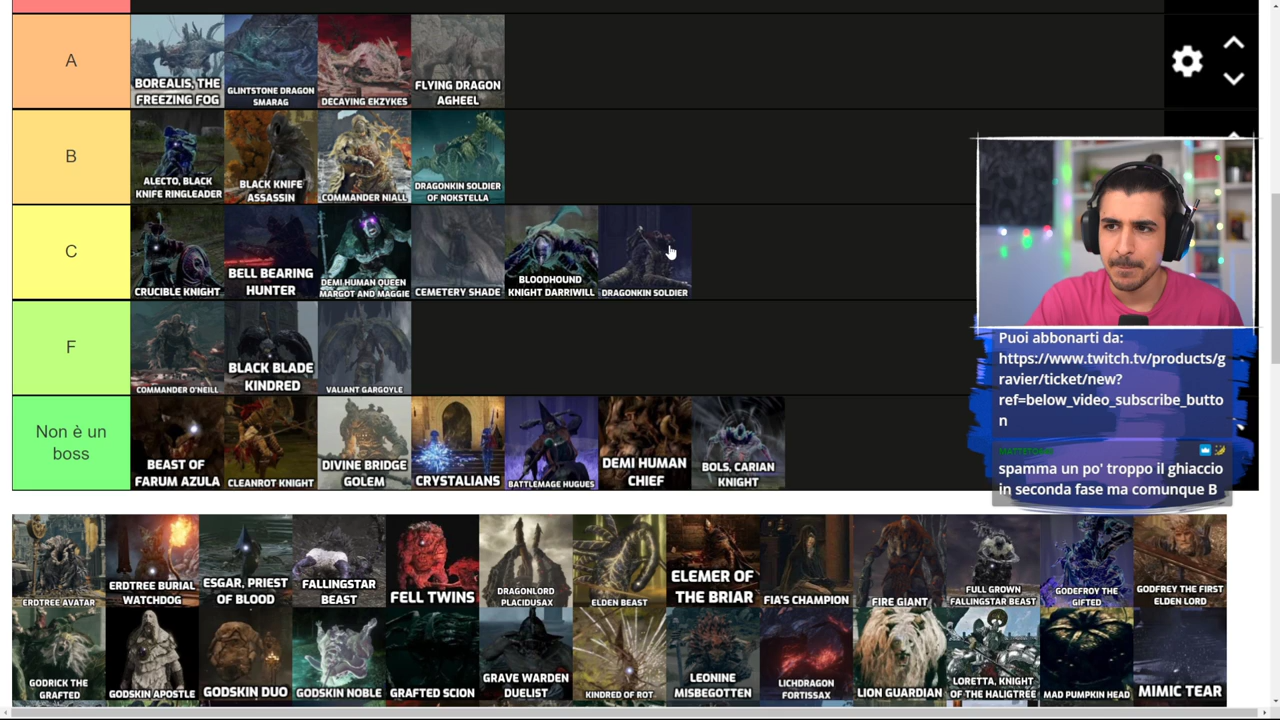 A
BOREALIS, THE
FREEZING FOG
GLINTSTONE DRAGON
SMARAG
DECAYING EKZYKES
FLYING DRAGON
AGHEEL
B
ALECTO, BLACK
KNIFE RINGLEADER
BLACK KNIFE
ASSASSIN
COMMANDER NIALL
DRAGONKIN SOLDIER
OF NOKSTELLA
C
CRUCIBLE KNIGHT
BELL BEARING
HUNTER
DEMI HUMAN QUEEN
MARGOT AND MAGGIE
CEMETERY SHADE
BLOODHOUND
KNIGHT DARRIWILL
DRAGONKIN SOLDIER
F
COMMANDER O'NEILL
BLACK BLADE
KINDRED
VALIANT GARGOYLE
Non è un
boss
BEAST OF
FARUM AZULA
CLEANROT KNIGHT
DIVINE BRIDGE
GOLEM
CRYSTALIANS
BATTLEMAGE HUGUES
DEMI HUMAN
CHIEF
BOLS, CARIAN
KNIGHT
Puoi abbonarti da:
https://www.twitch.tv/products/g
ravier/ticket/new?
ref=below_video_subscribe_butto
n
spamma un po' troppo il ghiaccio
in seconda fase ma comunque B
ERDTREE AVATAR
ERDTREE BURIAL
WATCHDOG
ESGAR, PRIEST
OF BLOOD
FALLINGSTAR
BEAST
FELL TWINS
DRAGONLORD
PLACIDUSAX
ELDEN BEAST
ELEMER OF
THE BRIAR
FIA'S CHAMPION
FIRE GIANT
FULL GROWN
FALLINGSTAR BEAST
GODEFROY THE
GIFTED
GODFREY THE FIRST
ELDEN LORD
GODRICK THE
GRAFTED
GODSKIN APOSTLE
GODSKIN DUO
GODSKIN NOBLE
GRAFTED SCION
GRAVE WARDEN
DUELIST
KINDRED OF ROT
LEONINE
MISBEGOTTEN
LICHDRAGON
FORTISSAX
LION GUARDIAN
LORETTA, KNIGHT
OF THE HALIGTREE
MAD PUMPKIN HEAD
MIMIC TEAR